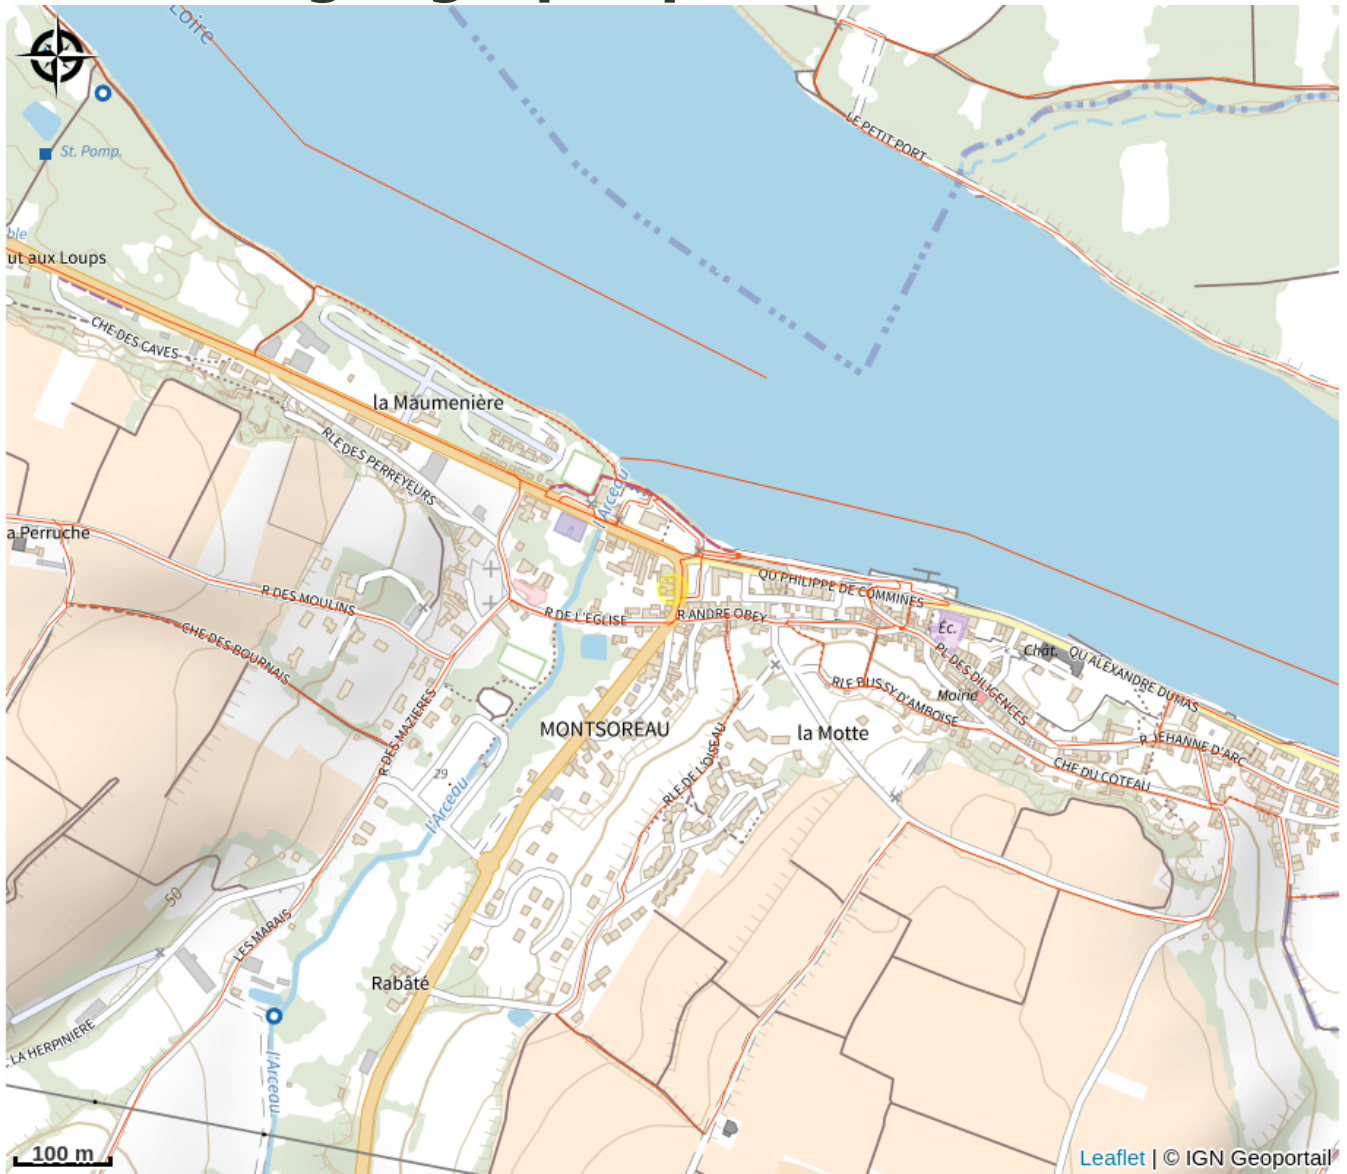 Loire
St. Pomp.
ble
ut aux Loups
LE PETIT PORT
CHE DES CAVES
la Maumenière
RLE DES PERREYEURS
l'Arceau
a Perruche
R DES MOULINS
CHE DES BOURNAIS
R DE L'EGLISE
R ANDRE OBEY
QU PHILIPPE DE COMMINES
Éc.
Chât.
PL DES DILIGENCES
QU ALEXANDRE DUMAS
Mairie
RLE BUSSY D'AMBOISE
R JEHANNE D'ARC
CHE DU COTEAU
MONTSOREAU
la Motte
R DES MAZIERES
RLE DE L'OISEAU
29
l'Arceau
50
LES MARAIS
Rabâté
LA HERPINIERE
l'Arceau
100 m
Leaflet | © IGN Geoportail